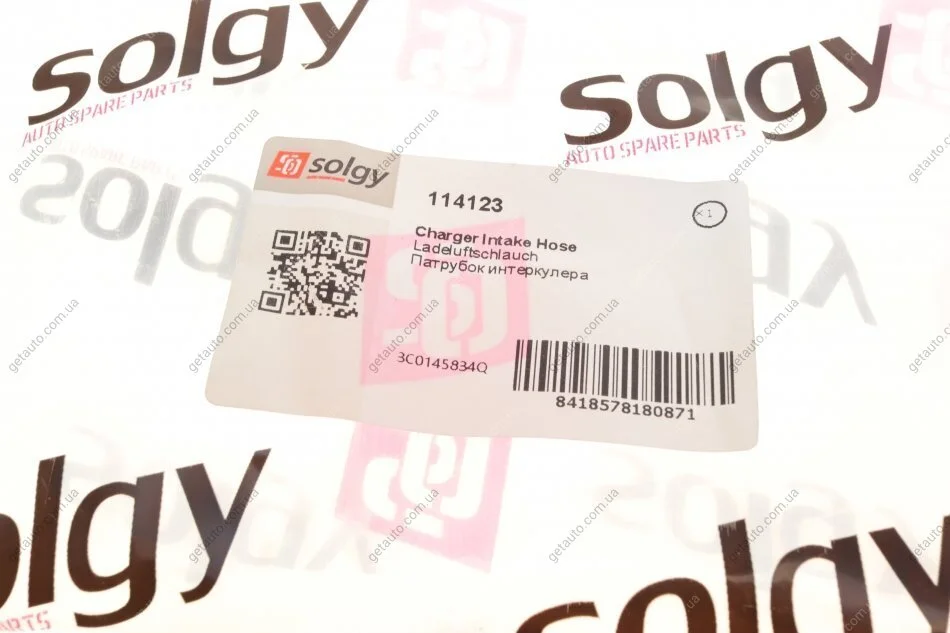 solgy
AUTO SPARE PARTS
solgy
AUTO SPARE PARTS
solgy
114123
x1
Charger Intake Hose
Ladeluftschlauch
Патрубок интеркулера
3C0145834Q
8418578180871
solgy
solgy
getauto.com.ua